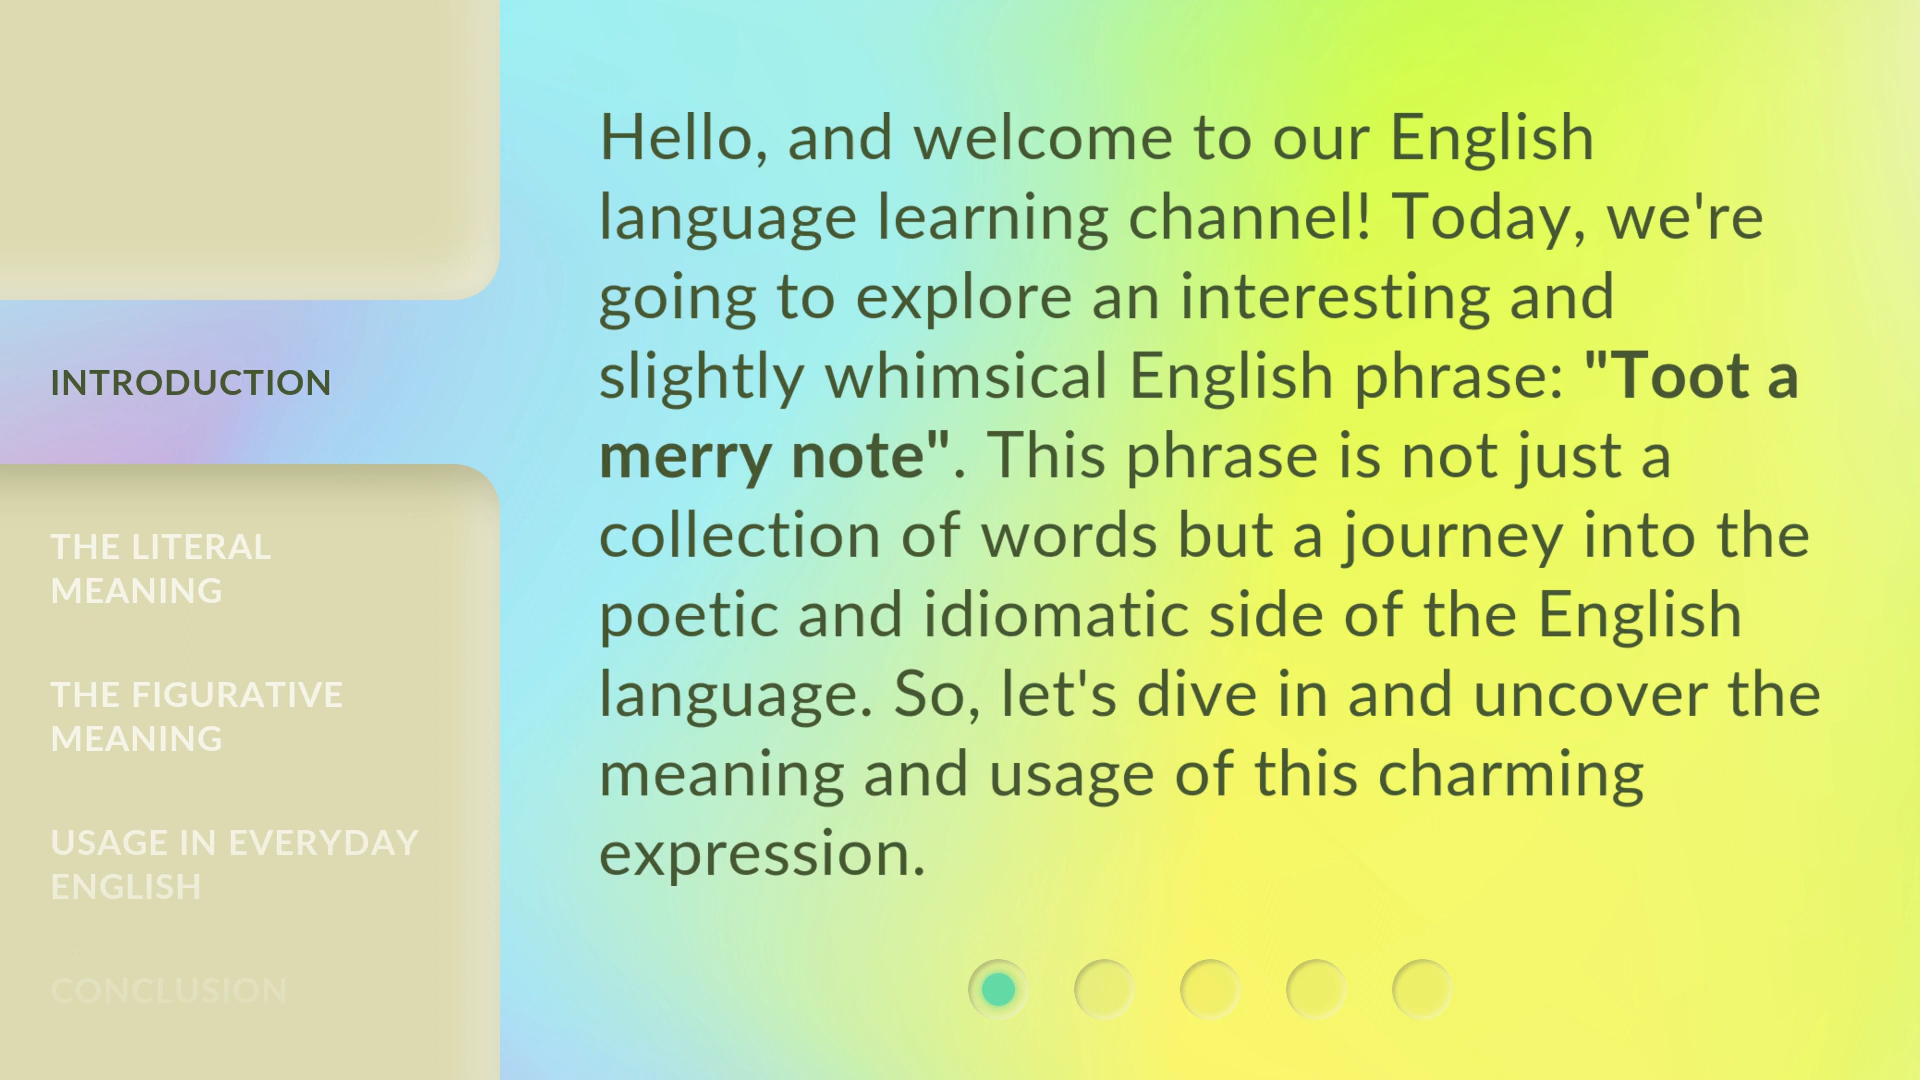 INTRODUCTION
THE LITERAL
MEANING
THE FIGURATIVE
MEANING
USAGE IN EVERYDAY
ENGLISH
CONCLUSION
Hello, and welcome to our English
language learning channel! Today, we're
going to explore an interesting and
slightly whimsical English phrase: "Toot a
merry note". This phrase is not just a
collection of words but a journey into the
poetic and idiomatic side of the English
language. So, let's dive in and uncover the
meaning and usage of this charming
expression.